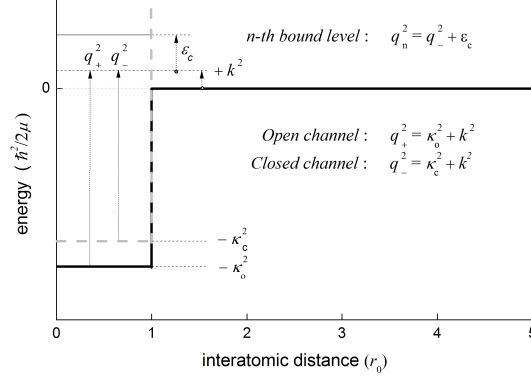 n-th bound level : q_n^2 = q_-^2 + ε_c
q_+^2 q_-^2
ε_c
+ k^2
0
Open channel : q_+^2 = κ_o^2 + k^2
Closed channel : q_-^2 = κ_c^2 + k^2
energy ( ℏ^2/2μ )
− κ_c^2
− κ_o^2
0 1 2 3 4 5
interatomic distance (r_0)